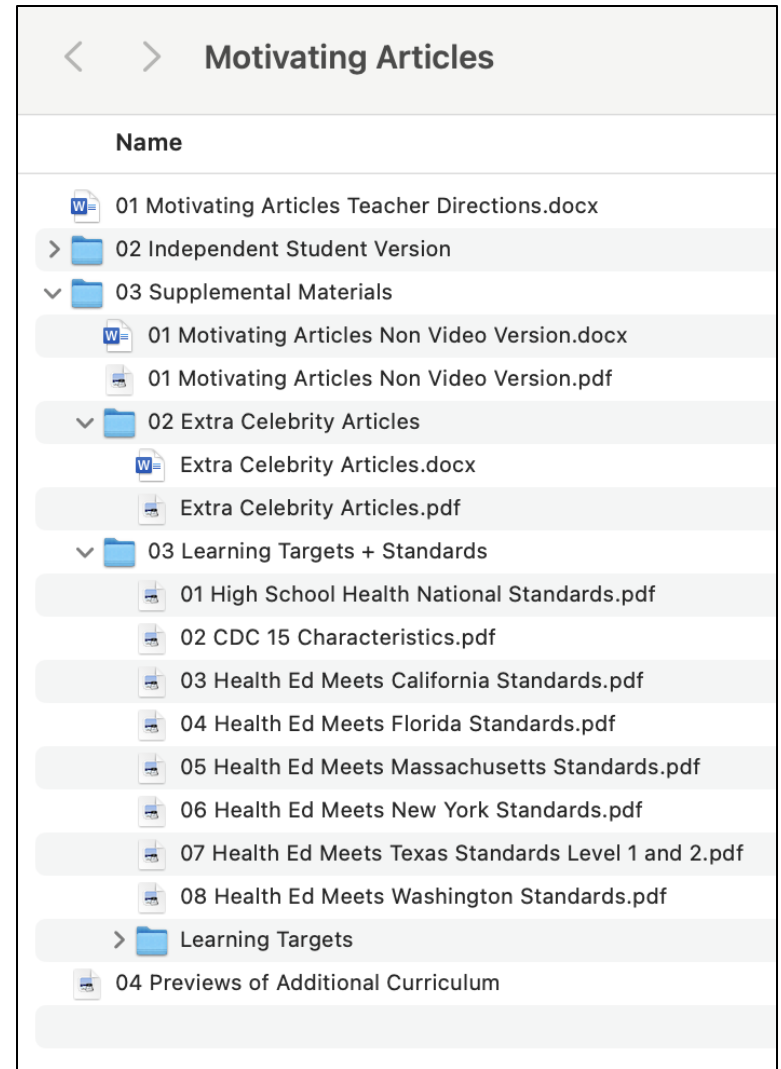 Motivating Articles
Name
01 Motivating Articles Teacher Directions.docx
02 Independent Student Version
03 Supplemental Materials
01 Motivating Articles Non Video Version.docx
01 Motivating Articles Non Video Version.pdf
02 Extra Celebrity Articles
Extra Celebrity Articles.docx
Extra Celebrity Articles.pdf
03 Learning Targets + Standards
01 High School Health National Standards.pdf
02 CDC 15 Characteristics.pdf
03 Health Ed Meets California Standards.pdf
04 Health Ed Meets Florida Standards.pdf
05 Health Ed Meets Massachusetts Standards.pdf
06 Health Ed Meets New York Standards.pdf
07 Health Ed Meets Texas Standards Level 1 and 2.pdf
08 Health Ed Meets Washington Standards.pdf
Learning Targets
04 Previews of Additional Curriculum